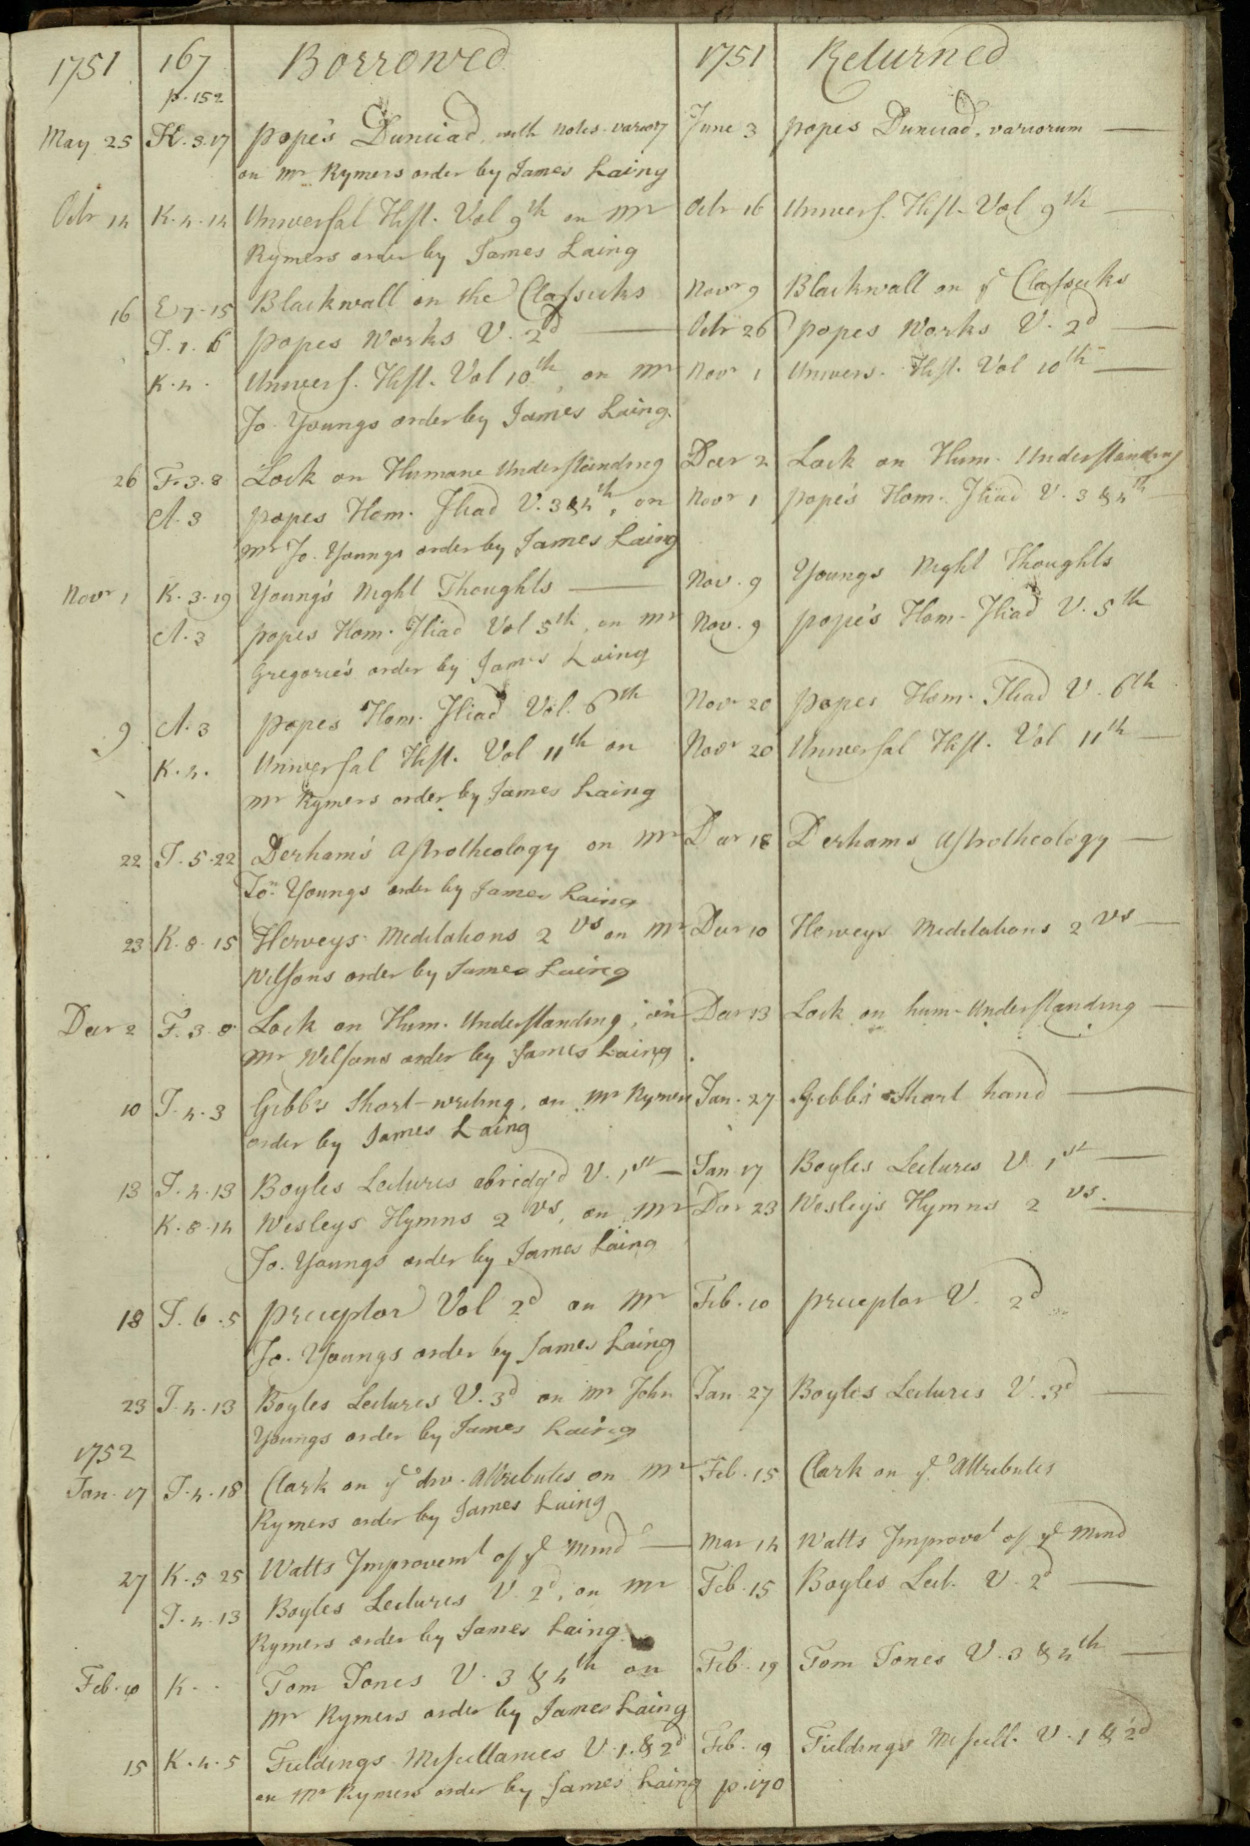 1751 167 Borrowed 1751 Returned
p. 152
May 25 K. 3. 17 pope's Dunciad, with notes variory June 3 popes Dunciad, variorum
on Mr Rymers order by James Laing
Octr 14 K. 4. 14 Universal Hist. Vol 9th on Mr Octr 16 Univers. Hist. Vol 9th
Rymers order by James Laing
16 E. 7. 15 Blackwall on the Classicks Novr 9 Blackwall on ye Classicks
I. 1. 6 popes Works V. 2d Octr 26 popes Works V. 2d
K. 4. Univers. Hist. Vol 10th, on Mr Novr 1 Univers. Hist. Vol 10th
Jo. Youngs order by James Laing.
26 F. 3. 8 Lock on Humane Understanding Decr 2 Lock on Hum. Understanding
A. 3 popes Hom. Iliad V. 3 & 4th, on Novr 1 pope's Hom. Iliad V. 3 & 4th
Mr Jo. Youngs order by James Laing
Novr 1 K. 3. 19 Young's Night Thoughts Nov. 9 Youngs Night Thoughts
A. 3 popes Hom. Iliad Vol 5th, on Mr Nov. 9 pope's Hom. Iliad V. 5th
Gregorie's order by James Laing
9 A. 3 popes Hom. Iliad Vol. 6th Novr 20 popes Hom. Iliad V. 6th
K. 4. Universal Hist. Vol 11th on Novr 20 Universal Hist. Vol 11th
Mr Rymers order by James Laing
22 I. 5. 22 Derham's Astrotheology on Mr Decr 18 Derhams Astrotheology
Jon Youngs order by James Laing
23 K. 8. 15 Herveys Meditations 2 vs on Mr Decr 10 Herveys Meditations 2 vs
Wilsons order by James Laing
Decr 2 F. 3. 8 Lock on Hum. Understanding, on Decr 13 Lock on hum. Understanding
Mr Wilsons order by James Laing
10 I. 4. 3 Gibb's Short-writing, on Mr Rymers Jan. 27 Gibb's Short hand
order by James Laing
13 I. 4. 13 Boyles Lectures abridg'd V. 1st Jan 17 Boyles Lectures V. 1st
K. 8. 14 Wesleys Hymns 2 vs, on Mr Decr 23 Wesleys Hymns 2 vs.
Jo. Youngs order by James Laing
18 I. 6. 5 preceptor Vol 2d on Mr Feb. 10 preceptor V. 2d
Jo. Youngs order by James Laing
23 I. 4. 13 Boyles Lectures V. 3d on Mr John Jan 27 Boyles Lectures V. 3d
Youngs order by James Laing
1752
Jan. 17 I. 4. 18 Clark on ye div. Attributes on Mr Feb. 15 Clark on ye Attributes
Rymers order by James Laing
27 K. 5 25 Watts Improvemt of ye Mind Mar 14 Watts Improvet of ye Mind
I. 4. 13 Boyles Lectures V. 2d, on Mr Feb. 15 Boyles Lect. V. 2d
Rymers order by James Laing
Feb. 10 K. . Tom Jones V. 3 & 4th on Feb. 19 Tom Jones V. 3 & 4th
Mr Rymers order by James Laing
15 K. 4. 5 Fieldings Miscellanies V. 1. & 2d Feb. 19 Fieldings Miscell. V. 1 & 2d
on Mr Rymers order by James Laing p. 170